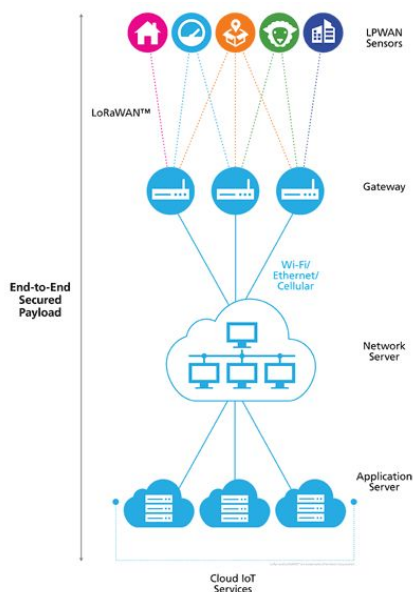 LPWAN
Sensors
LoRaWAN™
Gateway
Wi-Fi/
Ethernet/
Cellular
End-to-End
Secured
Payload
Network
Server
Application
Server
Cloud IoT
Services